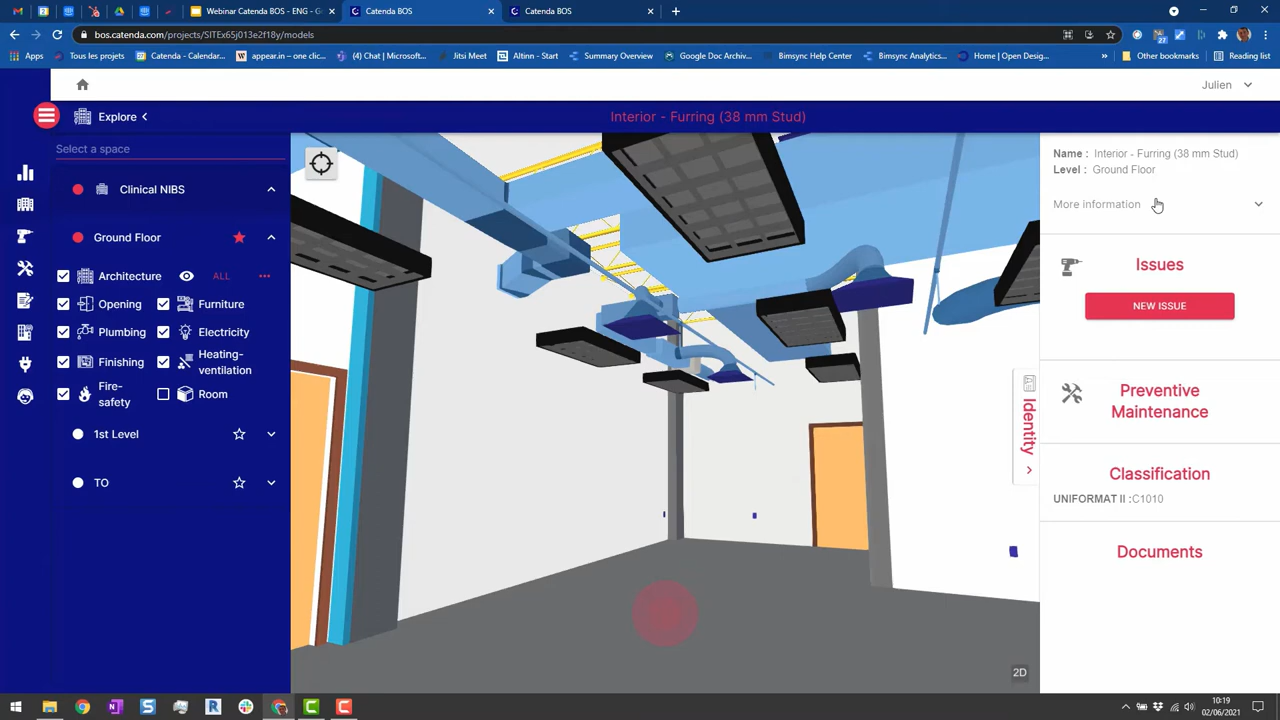 Webinar Catenda BOS - ENG - G
Catenda BOS
Catenda BOS
bos.catenda.com/projects/SITEx65j013e2f18y/models
Apps
Tous les projets
Catenda - Calendar...
www appear.in – one clic...
(4) Chat | Microsoft...
Jitsi Meet
Altinn - Start
Summary Overview
Google Doc Archiv...
Bimsync Help Center
Bimsync Analytics...
Home | Open Desig...
Other bookmarks
Reading list
Julien
Explore
Interior - Furring (38 mm Stud)
Select a space
Clinical NIBS
Ground Floor
Architecture
ALL
Opening
Furniture
Plumbing
Electricity
Finishing
Heating-
ventilation
Fire-
safety
Room
1st Level
TO
2D
Identity
Name : Interior - Furring (38 mm Stud)
Level : Ground Floor
More information
Issues
NEW ISSUE
Preventive
Maintenance
Classification
UNIFORMAT II :C1010
Documents
10:19
02/06/2021